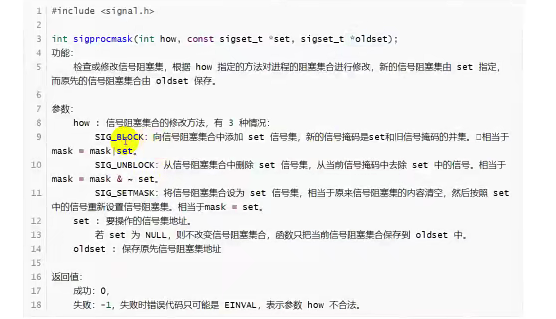 1 #include <signal.h>
2
3 int sigprocmask(int how, const sigset_t *set, sigset_t *oldset);
4 功能:
5 检查或修改信号阻塞集，根据 how 指定的方法对进程的阻塞集合进行修改，新的信号阻塞集由 set 指定，
而原先的信号阻塞集合由 oldset 保存。
6
7 参数:
8 how : 信号阻塞集合的修改方法，有 3 种情况:
9 SIG_BLOCK: 向信号阻塞集合中添加 set 信号集，新的信号掩码是set和旧信号掩码的并集。相当于
mask = mask|set。
10 SIG_UNBLOCK: 从信号阻塞集合中删除 set 信号集，从当前信号掩码中去除 set 中的信号。相当于
mask = mask & ~ set。
11 SIG_SETMASK: 将信号阻塞集合设为 set 信号集，相当于原来信号阻塞集的内容清空，然后按照 set
中的信号重新设置信号阻塞集。相当于mask = set。
12 set : 要操作的信号集地址。
13 若 set 为 NULL，则不改变信号阻塞集合，函数只把当前信号阻塞集合保存到 oldset 中。
14 oldset : 保存原先信号阻塞集地址
15
16 返回值:
17 成功: 0，
18 失败: -1，失败时错误代码只可能是 EINVAL，表示参数 how 不合法。